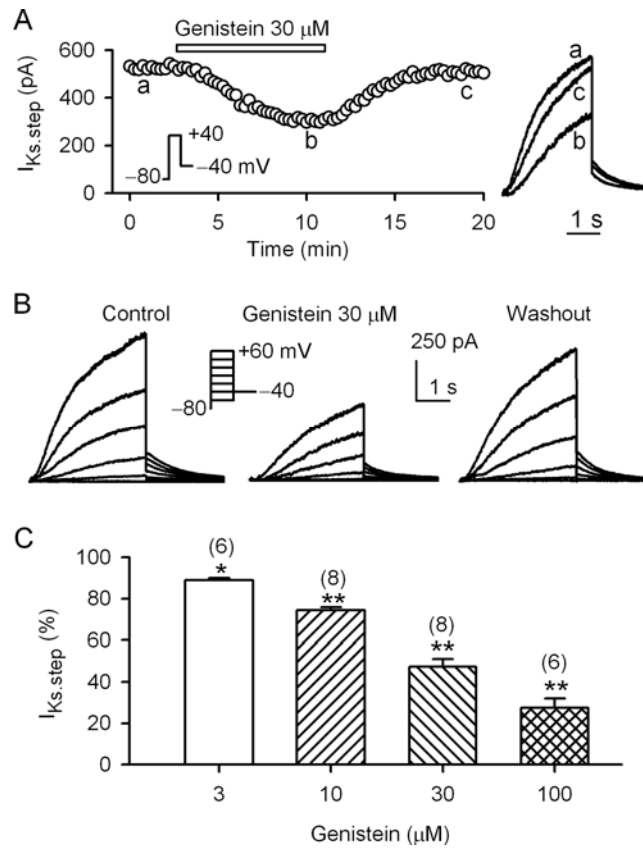 A
Genistein 30 μM
I_Ks.step (pA)
600
400
200
0
a
b
c
+40
−40 mV
−80
0
5
10
15
20
Time (min)
a
c
b
1 s
B
Control
Genistein 30 μM
Washout
+60 mV
−40
−80
250 pA
1 s
C
I_Ks.step (%)
100
80
60
40
20
0
(6)
*
(8)
**
(8)
**
(6)
**
3
10
30
100
Genistein (μM)